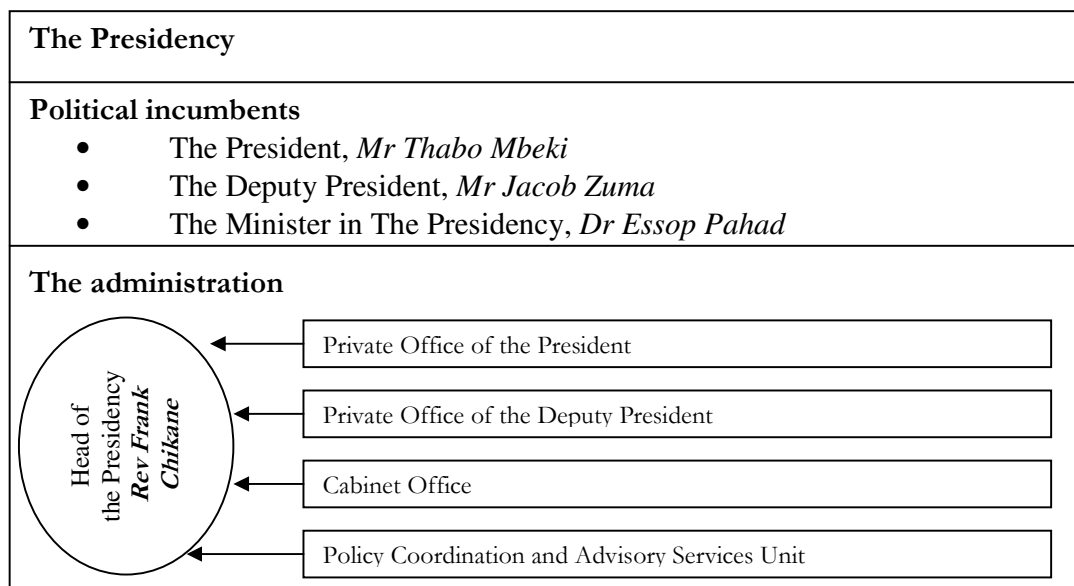 The Presidency
Political incumbents
• The President, Mr Thabo Mbeki
• The Deputy President, Mr Jacob Zuma
• The Minister in The Presidency, Dr Essop Pahad
The administration
Head of
the Presidency
Rev Frank
Chikane
Private Office of the President
Private Office of the Deputy President
Cabinet Office
Policy Coordination and Advisory Services Unit